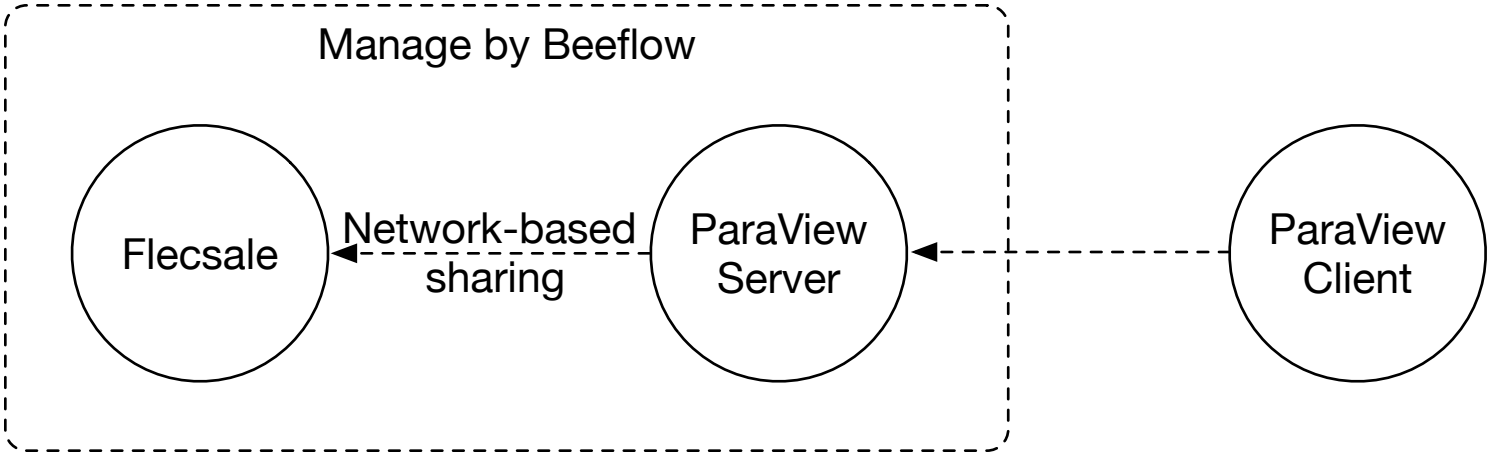 Manage by Beeflow
Flecsale
Network-based
sharing
ParaView
Server
ParaView
Client